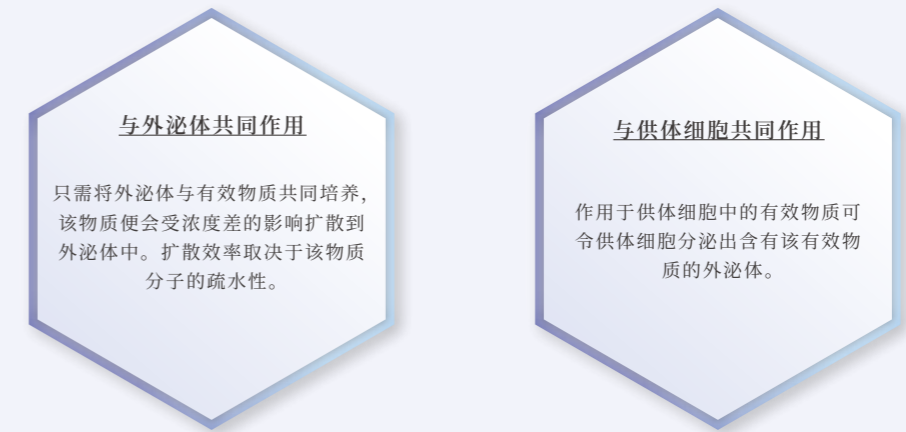 与外泌体共同作用
只需将外泌体与有效物质共同培养,
该物质便会受浓度差的影响扩散到
外泌体中。扩散效率取决于该物质
分子的疏水性。
与供体细胞共同作用
作用于供体细胞中的有效物质可
令供体细胞分泌出含有该有效物
质的外泌体。